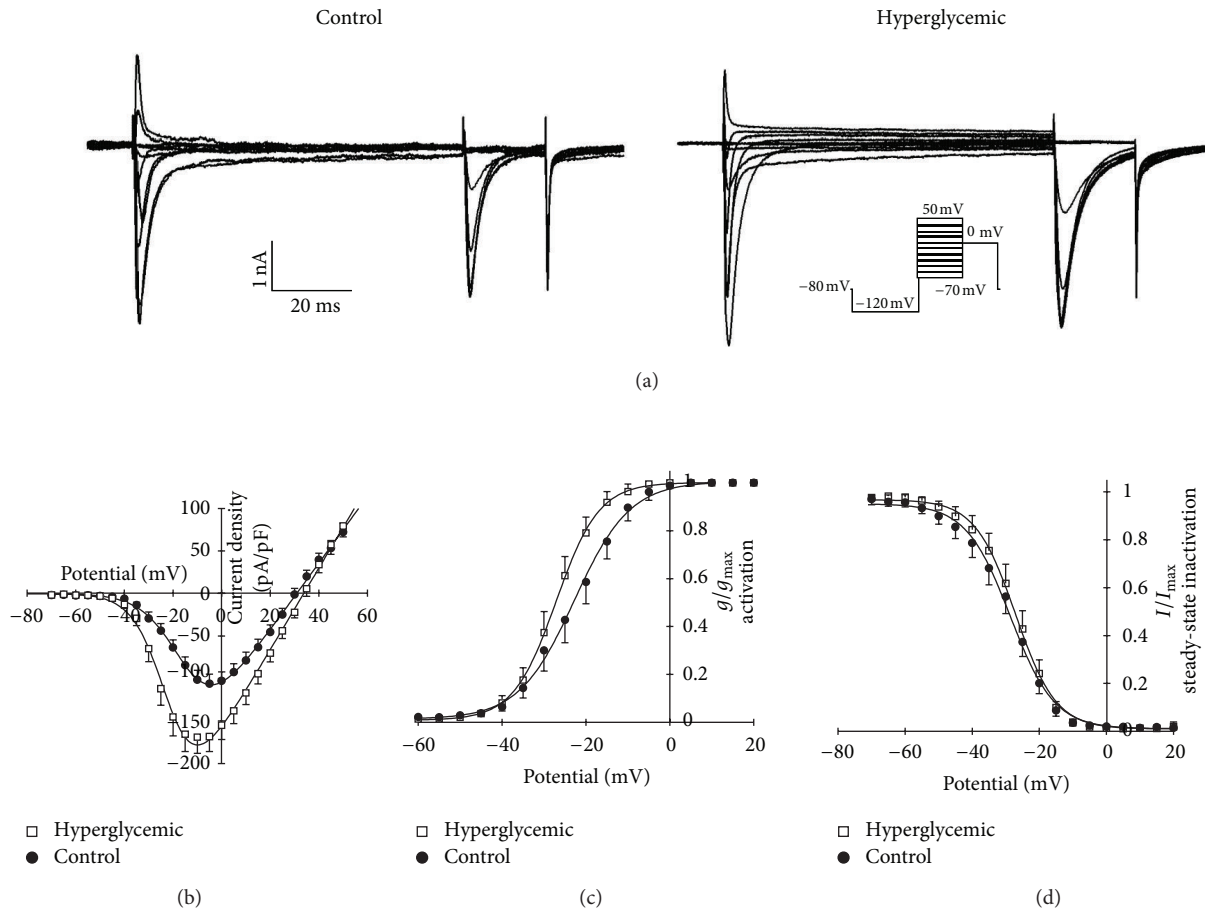 Control
Hyperglycemic
1 nA
20 ms
50 mV
0 mV
−80 mV
−70 mV
−120 mV
(a)
100
50
0
−50
−100
−150
−200
Potential (mV)
Current density
(pA/pF)
−80 −60 −40 −20 0 20 40 60
Hyperglycemic
Control
(b)
1
0.8
0.6
0.4
0.2
0
g/gmax
activation
−60 −40 −20 0 20
Potential (mV)
Hyperglycemic
Control
(c)
1
0.8
0.6
0.4
0.2
0
I/Imax
steady-state inactivation
−80 −60 −40 −20 0 20
Potential (mV)
Hyperglycemic
Control
(d)